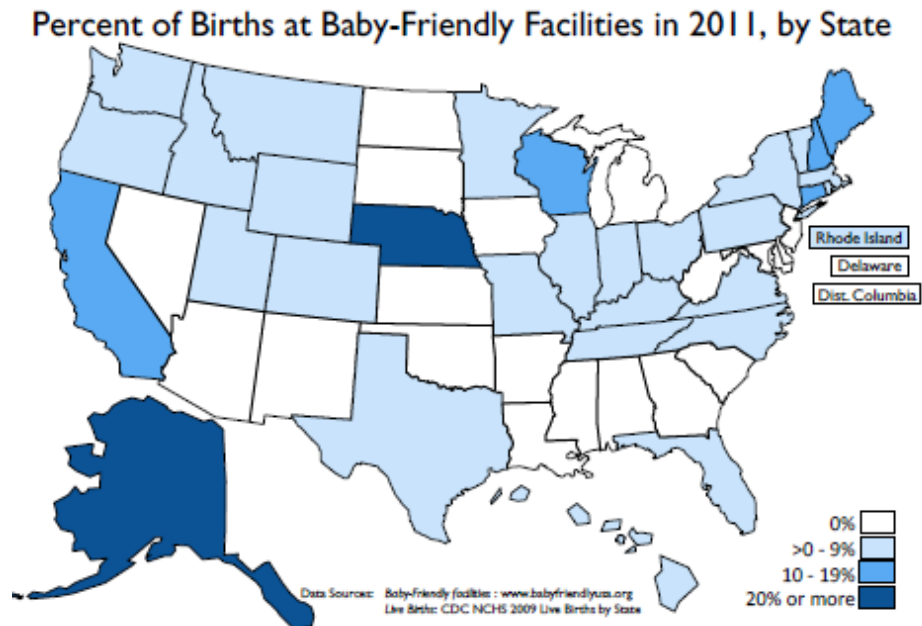 Percent of Births at Baby-Friendly Facilities in 2011, by State
Rhode Island
Delaware
Dist. Columbia
0%
>0 - 9%
10 - 19%
20% or more
Data Sources: Baby-Friendly facilities : www.babyfriendlyusa.org
Live Births: CDC NCHS 2009 Live Births by State